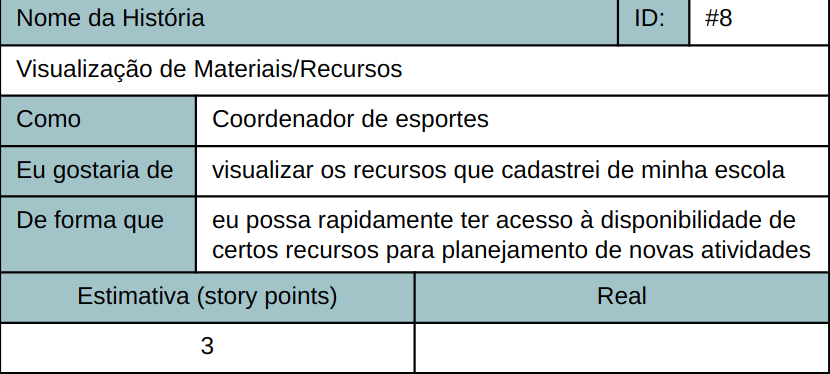 Nome da História ID: #8
Visualização de Materiais/Recursos
Como Coordenador de esportes
Eu gostaria de visualizar os recursos que cadastrei de minha escola
De forma que eu possa rapidamente ter acesso à disponibilidade de
certos recursos para planejamento de novas atividades
Estimativa (story points) Real
3